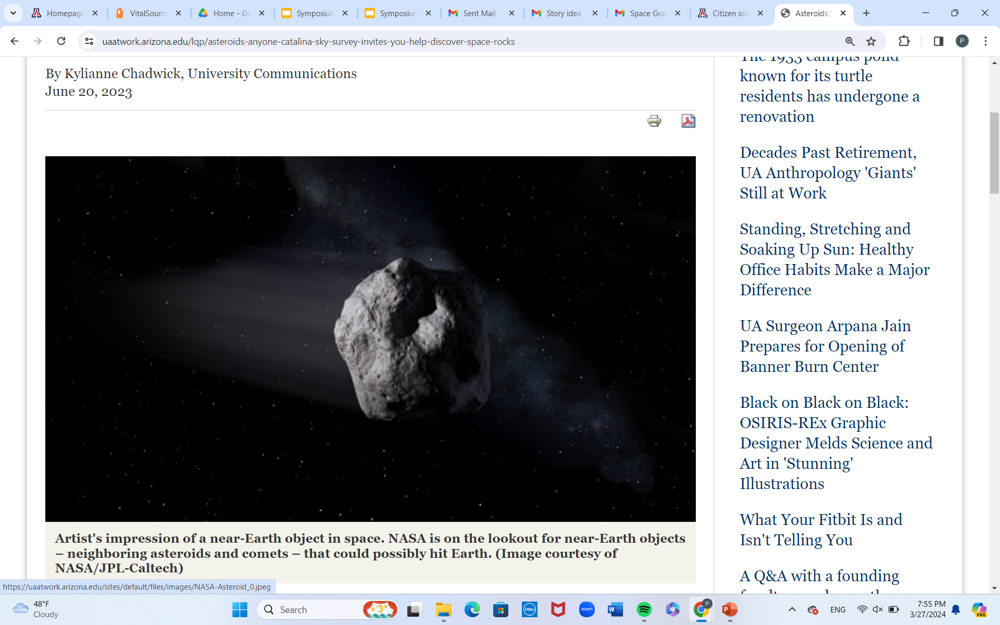 Homepage
VitalSource
Home - Go
Symposium
Symposium
Sent Mail -
Story idea
Space Gra
Citizen scie
Asteroids,
uaatwork.arizona.edu/lqp/asteroids-anyone-catalina-sky-survey-invites-you-help-discover-space-rocks
P
By Kylianne Chadwick, University Communications
June 20, 2023
Artist's impression of a near-Earth object in space. NASA is on the lookout for near-Earth objects
– neighboring asteroids and comets – that could possibly hit Earth. (Image courtesy of
NASA/JPL-Caltech)
The 1933 campus pond
known for its turtle
residents has undergone a
renovation
Decades Past Retirement,
UA Anthropology 'Giants'
Still at Work
Standing, Stretching and
Soaking Up Sun: Healthy
Office Habits Make a Major
Difference
UA Surgeon Arpana Jain
Prepares for Opening of
Banner Burn Center
Black on Black on Black:
OSIRIS-REx Graphic
Designer Melds Science and
Art in 'Stunning'
Illustrations
What Your Fitbit Is and
Isn't Telling You
A Q&A with a founding
https://uaatwork.arizona.edu/sites/default/files/images/NASA-Asteroid_0.jpeg
48°F
Cloudy
Search
DELL
zoom
W
P
P
ENG
7:55 PM
3/27/2024
PRE